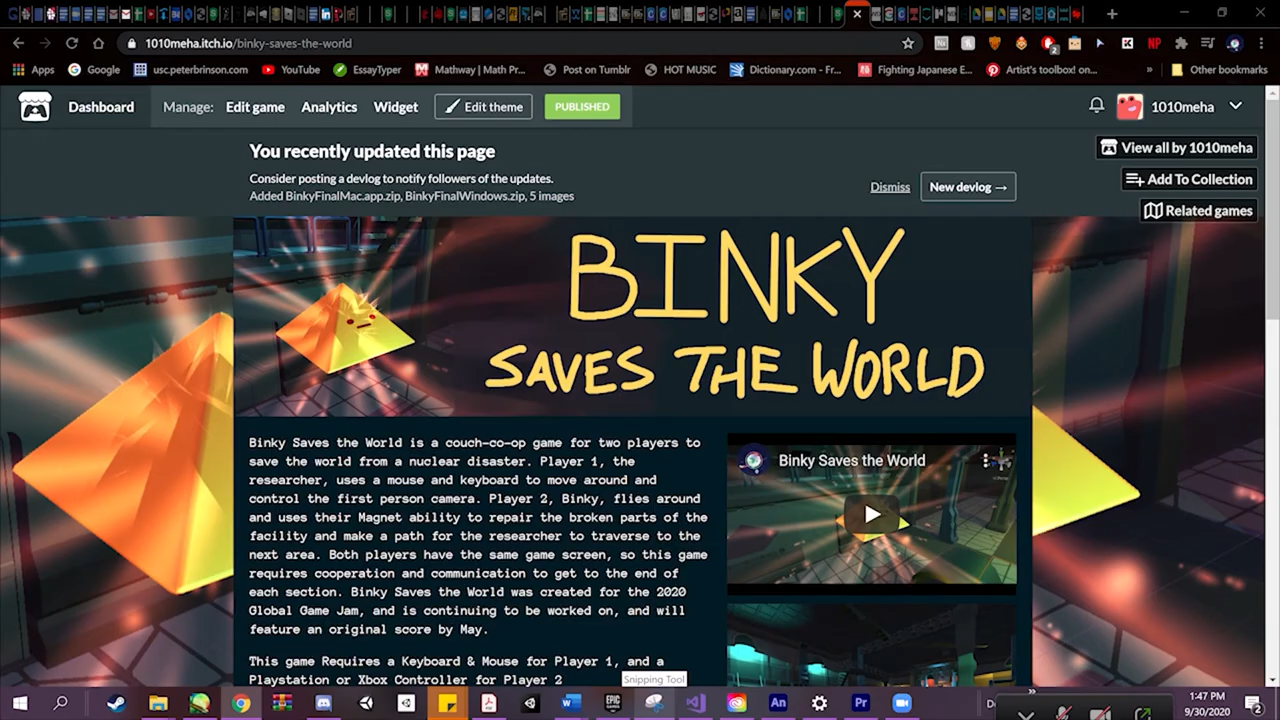 1010meha.itch.io/binky-saves-the-world
Apps Google usc.peterbrinson.com YouTube EssayTyper Mathway | Math Pr... Post on Tumblr HOT MUSIC Dictionary.com - Fr... Fighting Japanese E... Artist's toolbox! on... » Other bookmarks
Dashboard Manage: Edit game Analytics Widget Edit theme PUBLISHED 1010meha
You recently updated this page
Consider posting a devlog to notify followers of the updates.
Added BinkyFinalMac.app.zip, BinkyFinalWindows.zip, 5 images
Dismiss New devlog →
View all by 1010meha
Add To Collection
Related games
BINKY
SAVES THE WORLD
Binky Saves the World is a couch-co-op game for two players to
save the world from a nuclear disaster. Player 1, the
researcher, uses a mouse and keyboard to move around and
control the first person camera. Player 2, Binky, flies around
and uses their Magnet ability to repair the broken parts of the
facility and make a path for the researcher to traverse to the
next area. Both players have the same game screen, so this game
requires cooperation and communication to get to the end of
each section. Binky Saves the World was created for the 2020
Global Game Jam, and is continuing to be worked on, and will
feature an original score by May.
This game Requires a Keyboard & Mouse for Player 1, and a
Playstation or Xbox Controller for Player 2
Binky Saves the World
Snipping Tool
1:47 PM
9/30/2020